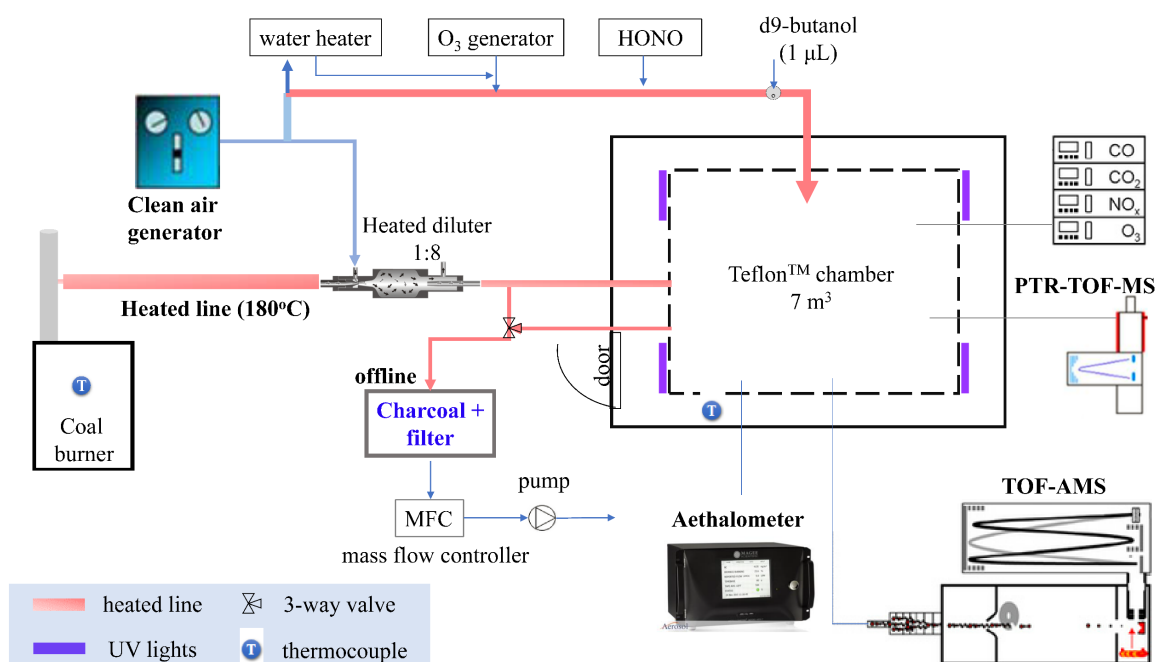 water heater
O₃ generator
HONO
d9-butanol
(1 μL)
Clean air
generator
Heated diluter
1:8
Heated line (180°C)
Teflon™ chamber
7 m³
CO
CO₂
NOₓ
O₃
PTR-TOF-MS
T
Coal
burner
offline
Charcoal +
filter
door
T
MFC
mass flow controller
pump
Aethalometer
MAGEE
Aerosol
TOF-AMS
heated line
3-way valve
UV lights
T
thermocouple